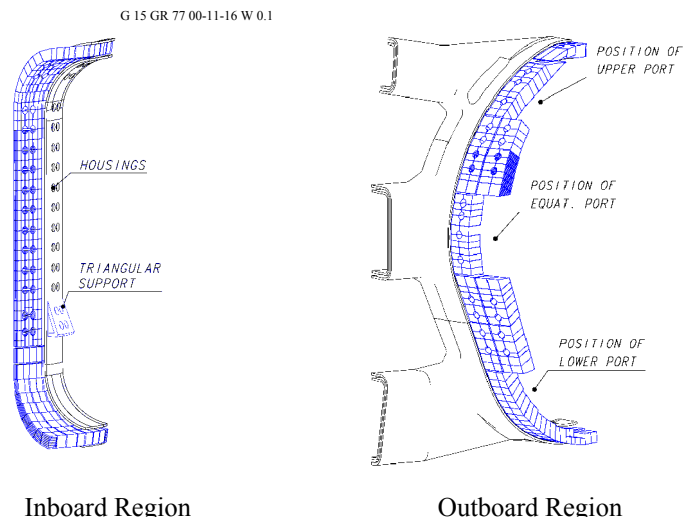 G 15 GR 77 00-11-16 W 0.1
HOUSINGS
TRIANGULAR
SUPPORT
POSITION OF
UPPER PORT
POSITION OF
EQUAT. PORT
POSITION OF
LOWER PORT
Inboard Region
Outboard Region